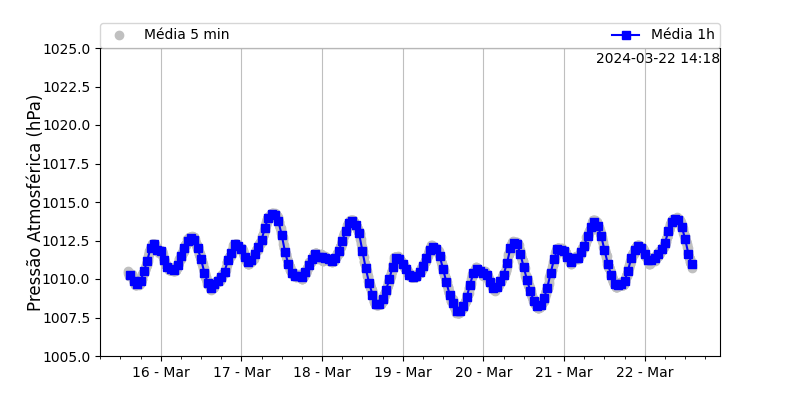 Média 5 min
Média 1h
2024-03-22 14:18
Pressão Atmosférica (hPa)
1025.0
1022.5
1020.0
1017.5
1015.0
1012.5
1010.0
1007.5
1005.0
16 - Mar
17 - Mar
18 - Mar
19 - Mar
20 - Mar
21 - Mar
22 - Mar